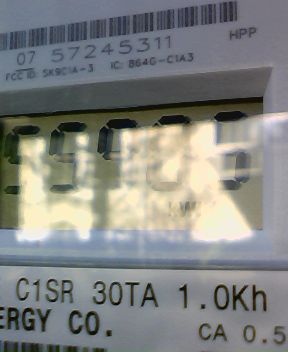 HPP
07 57245311
FCC ID: SK9C1A-3 IC: 864G-C1A3
C1SR 30TA 1.0Kh
ERGY CO. CA 0.5